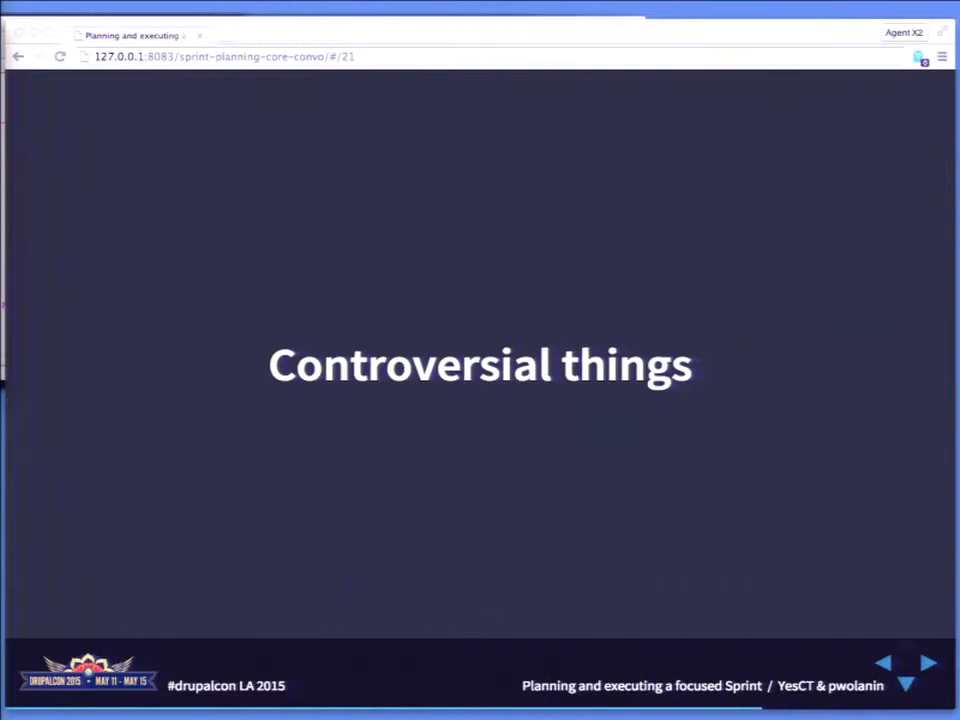 Planning and executing a
Agent X2
127.0.0.1:8083/sprint-planning-core-convo/#/21
Controversial things
DRUPALCON 2015 • MAY 11 - MAY 15
#drupalcon LA 2015
Planning and executing a focused Sprint / YesCT & pwolanin